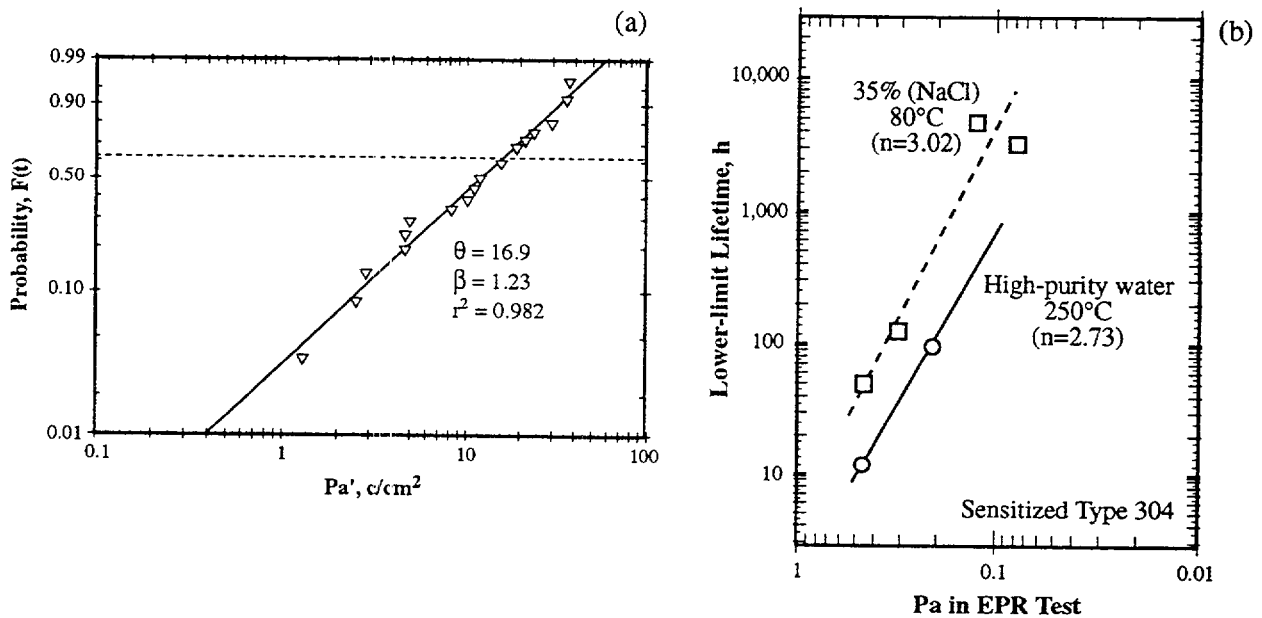 (a)
0.99
0.90
0.50
0.10
0.01
Probability, F(t)
θ = 16.9
β = 1.23
r² = 0.982
0.1
1
10
100
Pa', c/cm²
(b)
10,000
1,000
100
10
Lower-limit Lifetime, h
35% (NaCl)
80°C
(n=3.02)
High-purity water
250°C
(n=2.73)
Sensitized Type 304
1
0.1
0.01
Pa in EPR Test